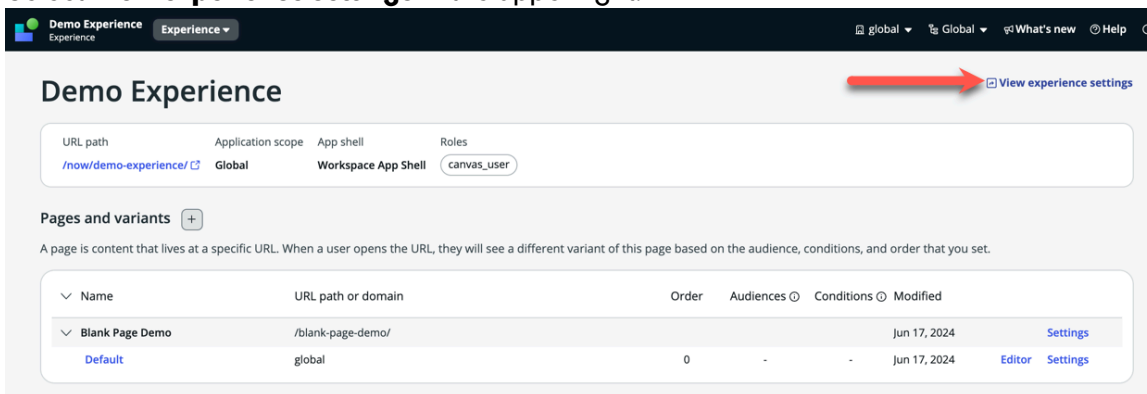 Demo Experience
Experience
Experience
global
Global
What's new
Help
Demo Experience
View experience settings
URL path Application scope App shell Roles
/now/demo-experience/ Global Workspace App Shell canvas_user
Pages and variants +
A page is content that lives at a specific URL. When a user opens the URL, they will see a different variant of this page based on the audience, conditions, and order that you set.
Name URL path or domain Order Audiences Conditions Modified
Blank Page Demo /blank-page-demo/ Jun 17, 2024 Settings
Default global 0 - - Jun 17, 2024 Editor Settings